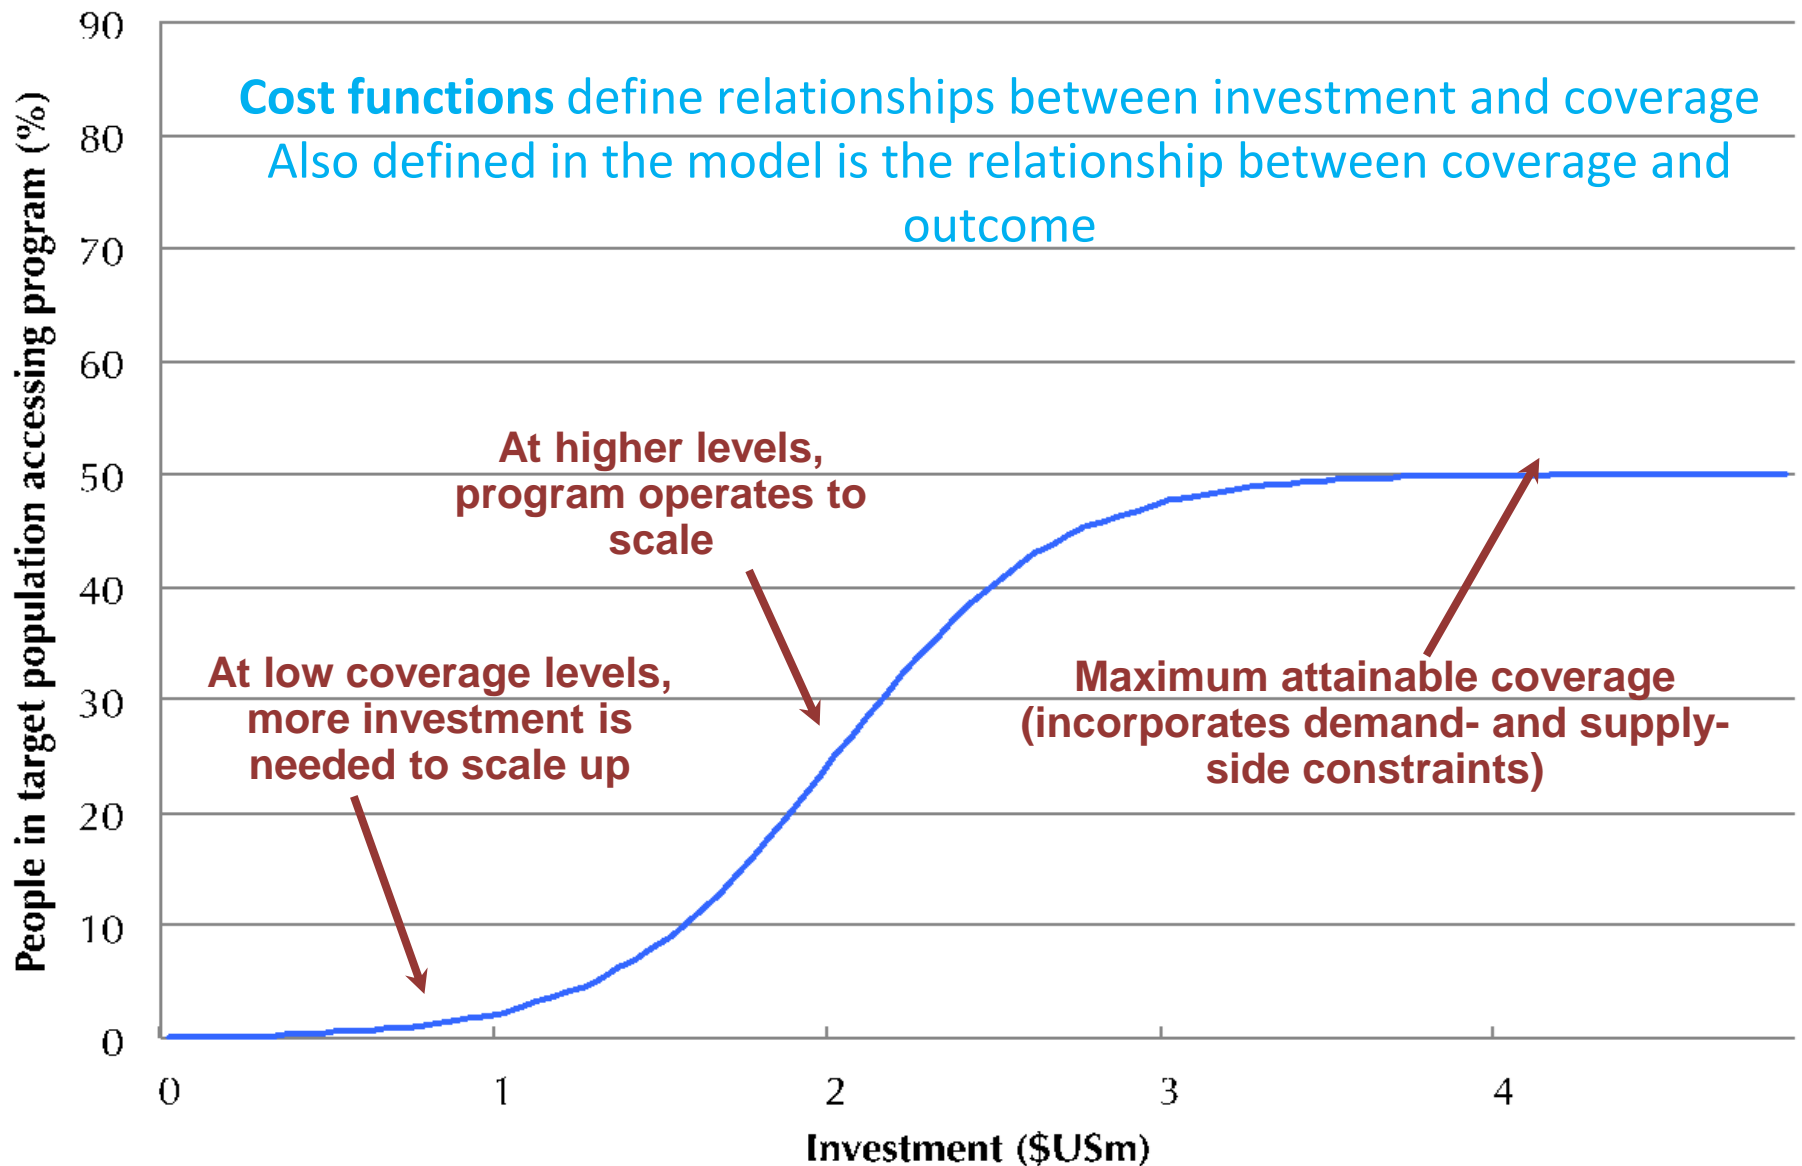 Cost functions define relationships between investment and coverage
Also defined in the model is the relationship between coverage and
outcome
People in target population accessing program (%)
90
80
70
60
50
40
30
20
10
0
At higher levels,
program operates to
scale
At low coverage levels,
more investment is
needed to scale up
Maximum attainable coverage
(incorporates demand- and supply-
side constraints)
0 1 2 3 4
Investment ($USm)